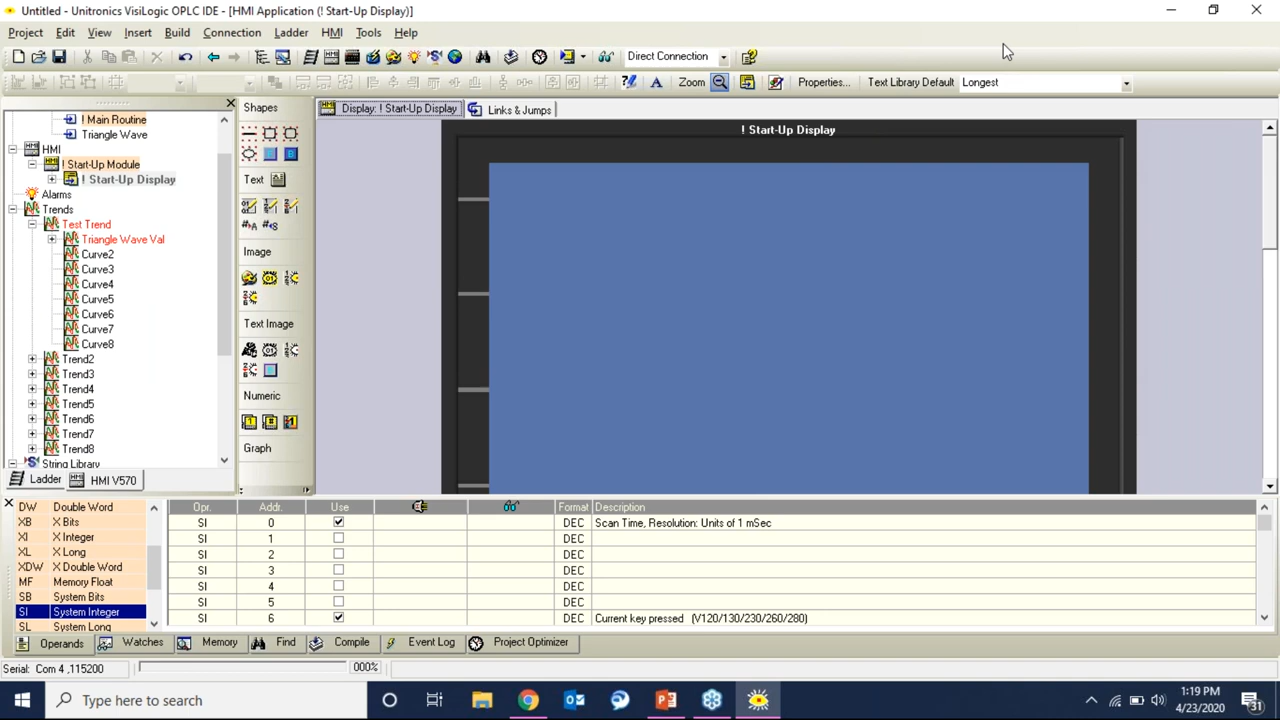 Untitled - Unitronics VisiLogic OPLC IDE - [HMI Application (! Start-Up Display)]
Project Edit View Insert Build Connection Ladder HMI Tools Help
Direct Connection
Zoom Properties... Text Library Default Longest
! Main Routine
Triangle Wave
HMI
! Start-Up Module
! Start-Up Display
Alarms
Trends
Test Trend
Triangle Wave Val
Curve2
Curve3
Curve4
Curve5
Curve6
Curve7
Curve8
Trend2
Trend3
Trend4
Trend5
Trend6
Trend7
Trend8
String Library
Ladder HMI V570
Shapes
Text
Image
Text Image
Numeric
Graph
Display: ! Start-Up Display Links & Jumps
! Start-Up Display
DW Double Word
XB X Bits
XI X Integer
XL X Long
XDW X Double Word
MF Memory Float
SB System Bits
SI System Integer
SL System Long
Opr. Addr. Use Format Description
SI 0 DEC Scan Time, Resolution: Units of 1 mSec
SI 1 DEC
SI 2 DEC
SI 3 DEC
SI 4 DEC
SI 5 DEC
SI 6 DEC Current key pressed (V120/130/230/260/280)
Operands Watches Memory Find Compile Event Log Project Optimizer
Serial: Com 4 ,115200 000%
Type here to search
1:19 PM
4/23/2020
31